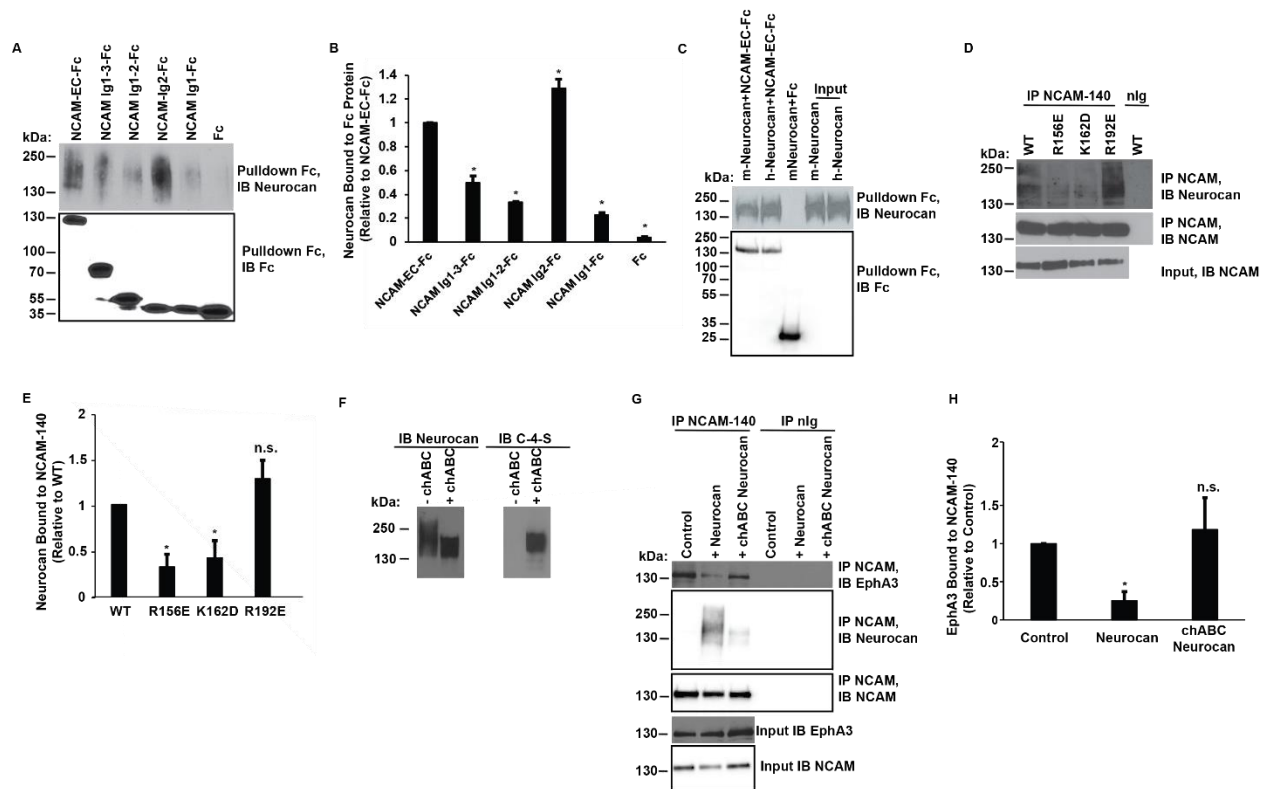 A
NCAM-EC-Fc
NCAM Ig1-3-Fc
NCAM Ig1-2-Fc
NCAM-Ig2-Fc
NCAM Ig1-Fc
Fc
kDa:
250
130
Pulldown Fc,
IB Neurocan
130
100
70
55
35
Pulldown Fc,
IB Fc
B
Neurocan Bound to Fc Protein
(Relative to NCAM-EC-Fc)
1.4
1.2
1
0.8
0.6
0.4
0.2
0
*
*
*
*
*
NCAM-EC-Fc
NCAM Ig1-3-Fc
NCAM Ig1-2-Fc
NCAM Ig2-Fc
NCAM Ig1-Fc
Fc
C
m-Neurocan+NCAM-EC-Fc
h-Neurocan+NCAM-EC-Fc
mNeurocan+Fc
Input
m-Neurocan
h-Neurocan
kDa:
250
130
Pulldown Fc,
IB Neurocan
250
130
100
70
55
35
25
Pulldown Fc,
IB Fc
D
IP NCAM-140
nIg
WT
R156E
K162D
R192E
WT
kDa:
250
130
IP NCAM,
IB Neurocan
130
IP NCAM,
IB NCAM
130
Input, IB NCAM
E
Neurocan Bound to NCAM-140
(Relative to WT)
2
1.5
1
0.5
0
*
*
n.s.
WT
R156E
K162D
R192E
F
IB Neurocan
IB C-4-S
- chABC
+ chABC
- chABC
+ chABC
kDa:
250
130
G
IP NCAM-140
IP nIg
Control
+ Neurocan
+ chABC Neurocan
Control
+ Neurocan
+ chABC Neurocan
kDa:
130
IP NCAM,
IB EphA3
250
130
IP NCAM,
IB Neurocan
130
IP NCAM,
IB NCAM
130
Input IB EphA3
130
Input IB NCAM
H
EphA3 Bound to NCAM-140
(Relative to Control)
2
1.5
1
0.5
0
*
n.s.
Control
Neurocan
chABC
Neurocan